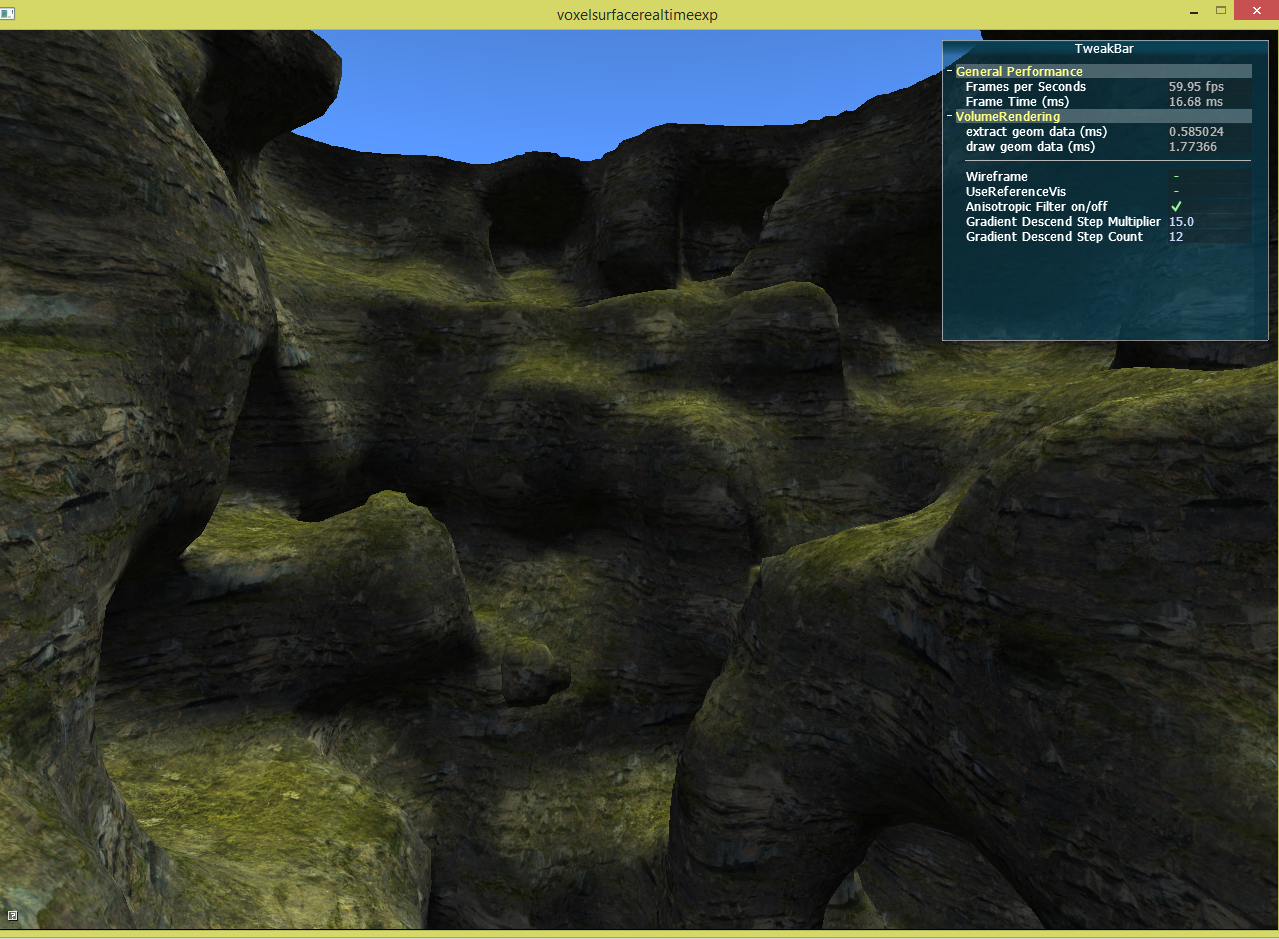 voxelsurfacerealtimeexp
TweakBar
General Performance
Frames per Seconds 59.95 fps
Frame Time (ms) 16.68 ms
VolumeRendering
extract geom data (ms) 0.585024
draw geom data (ms) 1.77366
Wireframe -
UseReferenceVis -
Anisotropic Filter on/off ✓
Gradient Descend Step Multiplier 15.0
Gradient Descend Step Count 12
?